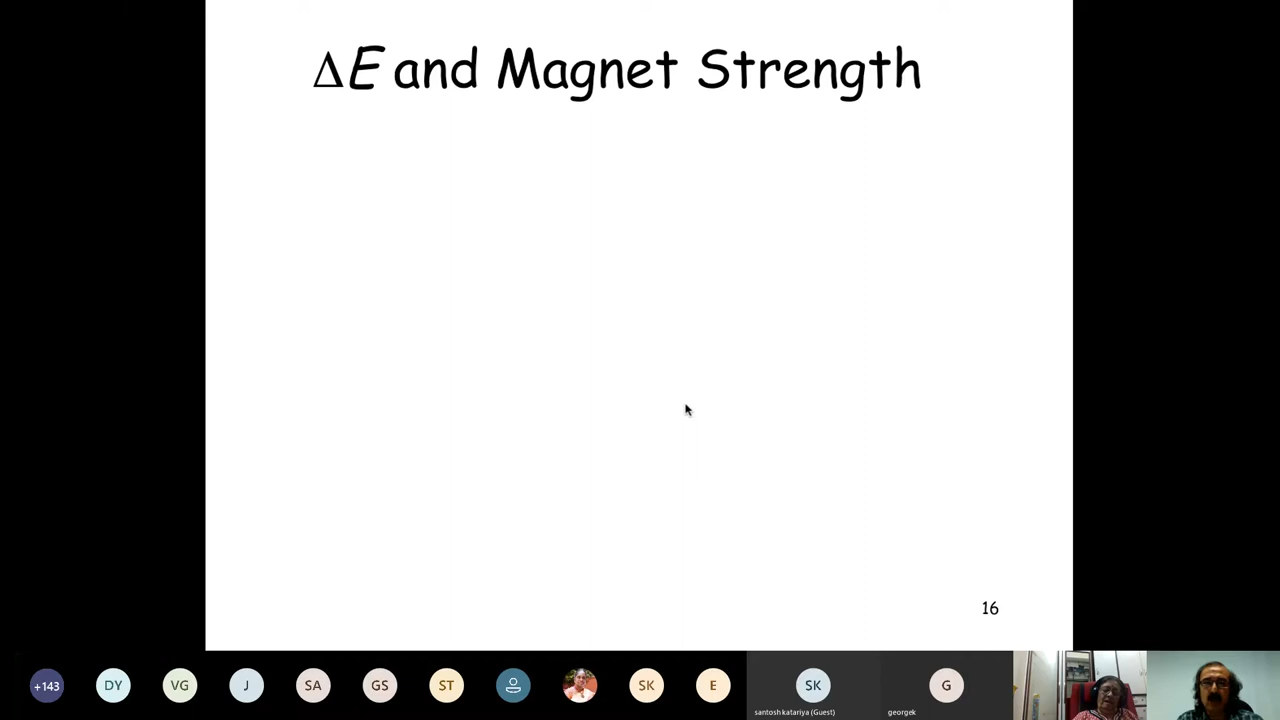 ΔE and Magnet Strength
16
+143
DY
VG
J
SA
GS
ST
SK
E
SK
G
santosh katariya (Guest)
georgek